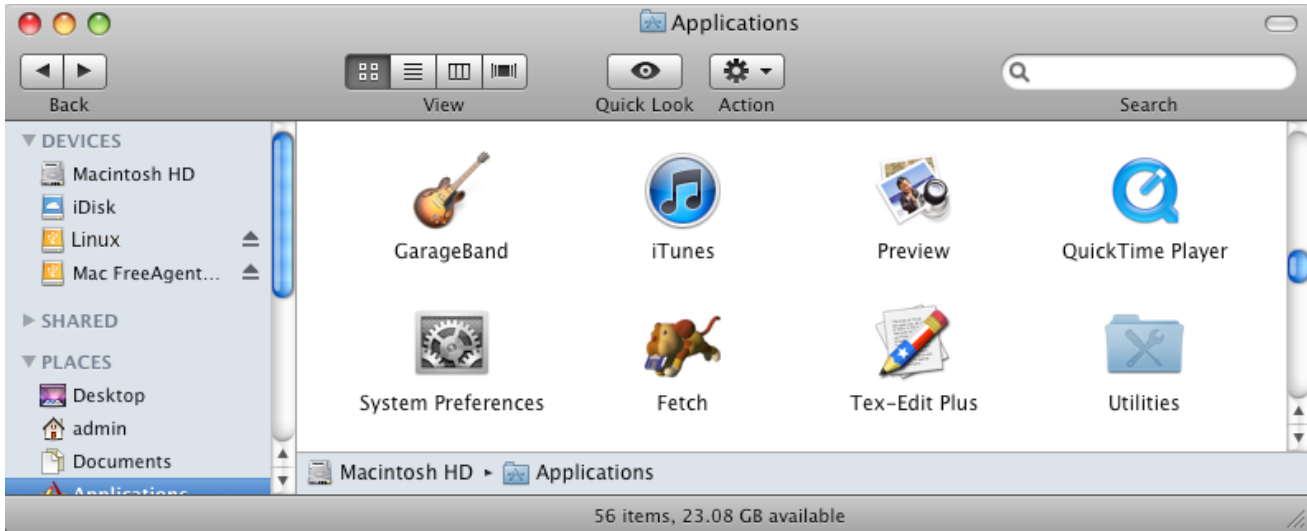 Applications
Back
View
Quick Look
Action
Search
DEVICES
Macintosh HD
iDisk
Linux
Mac FreeAgent...
SHARED
PLACES
Desktop
admin
Documents
Applications
GarageBand
iTunes
Preview
QuickTime Player
System Preferences
Fetch
Tex-Edit Plus
Utilities
Macintosh HD ▸ Applications
56 items, 23.08 GB available